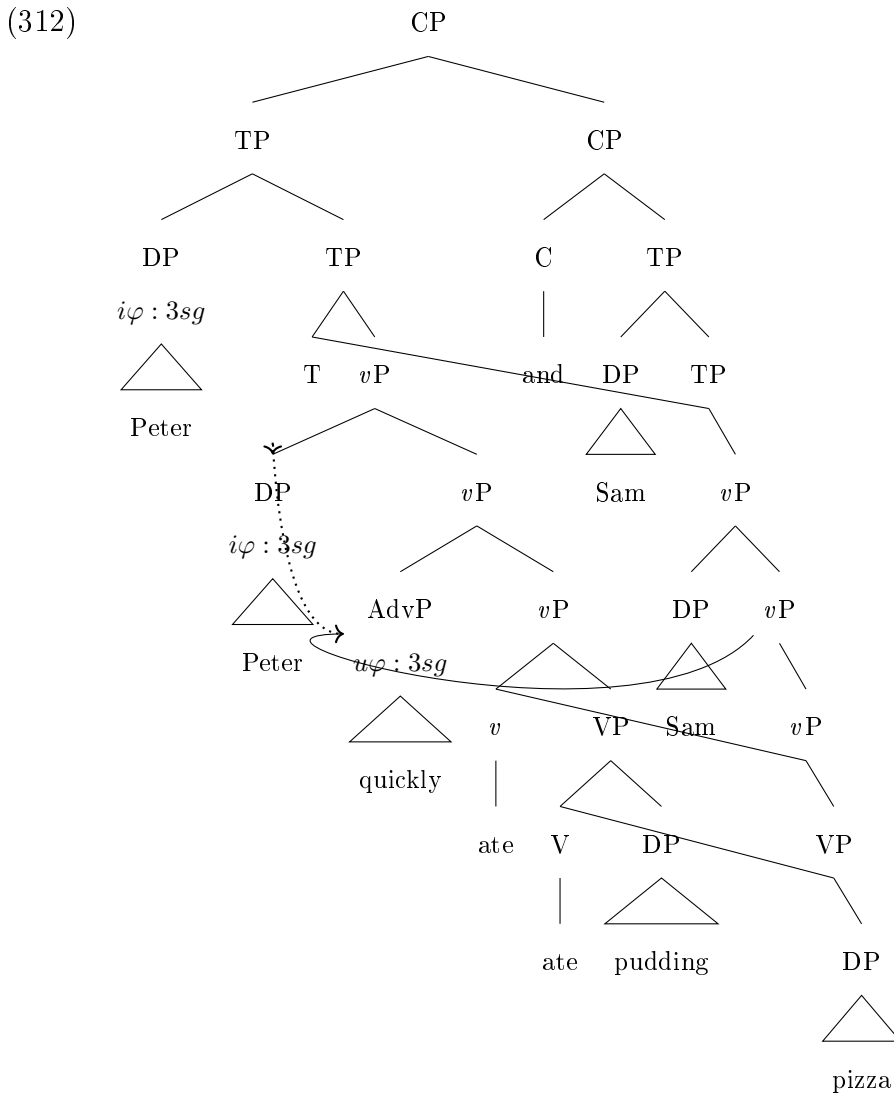 (312) CP
TP CP
DP TP C TP
iφ : 3sg
T vP and DP TP
Peter
DP vP Sam vP
iφ : 3sg
AdvP vP DP vP
Peter uφ : 3sg
v VP Sam vP
quickly
ate V DP VP
ate pudding DP
pizza